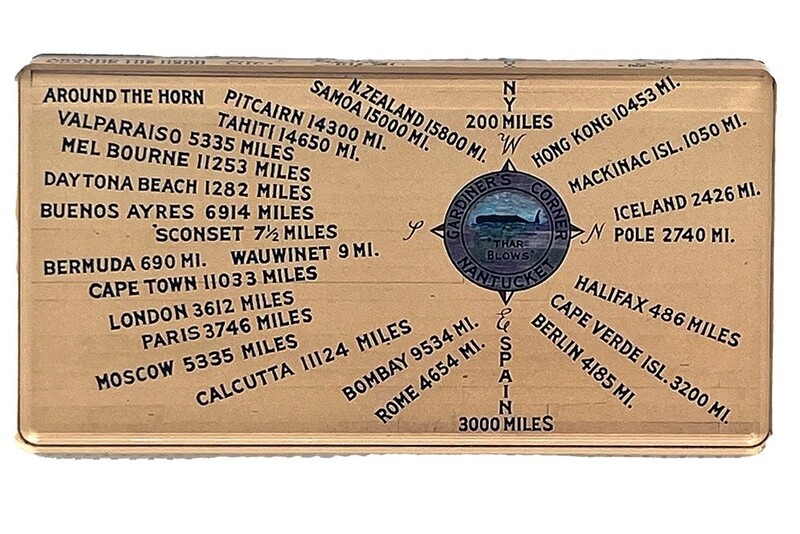 AROUND THE HORN
PITCAIRN 14300 MI.
TAHITI 14650 MI.
N.ZEALAND 15800 MI.
SAMOA 15000 MI.
VALPARAISO 5335 MILES
MEL BOURNE 11253 MILES
DAYTONA BEACH 1282 MILES
BUENOS AYRES 6914 MILES
'SCONSET 7½ MILES
WAUWINET 9 MI.
BERMUDA 690 MI.
CAPE TOWN 11033 MILES
LONDON 3612 MILES
PARIS 3746 MILES
MOSCOW 5335 MILES
CALCUTTA 11124 MILES
BOMBAY 9534 MI.
ROME 4654 MI.
NY
200 MILES
W
S
GARDINER'S CORNER
"THAR
BLOWS"
NANTUCKET
N
E
SPAIN
3000 MILES
HONG KONG 10453 MI.
MACKINAC ISL. 1050 MI.
ICELAND 2426 MI.
POLE 2740 MI.
HALIFAX 486 MILES
CAPE VERDE ISL. 3200 MI.
BERLIN 4185 MI.